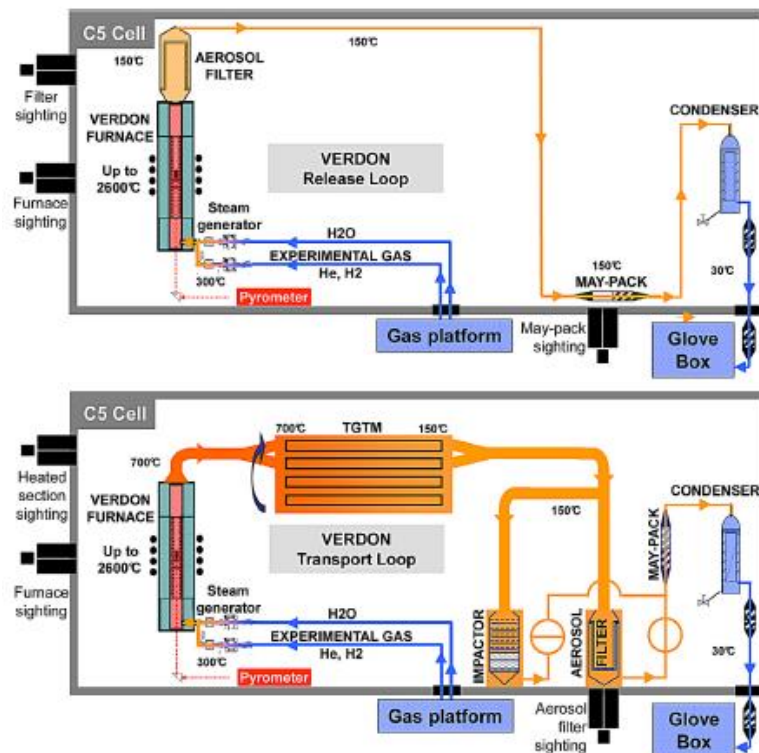 C5 Cell
150°C
AEROSOL
FILTER
150°C
Filter
sighting
VERDON
FURNACE
Up to
2600°C
Furnace
sighting
VERDON
Release Loop
Steam
generator
H2O
EXPERIMENTAL GAS
He, H2
300°C
Pyrometer
Gas platform
CONDENSER
150°C
MAY-PACK
30°C
May-pack
sighting
Glove
Box
C5 Cell
700°C
TGTM
150°C
700°C
Heated
section
sighting
VERDON
FURNACE
Up to
2600°C
Furnace
sighting
VERDON
Transport Loop
150°C
CONDENSER
MAY-PACK
Steam
generator
H2O
EXPERIMENTAL GAS
He, H2
300°C
Pyrometer
Gas platform
IMPACTOR
AEROSOL
FILTER
30°C
Aerosol
filter
sighting
Glove
Box